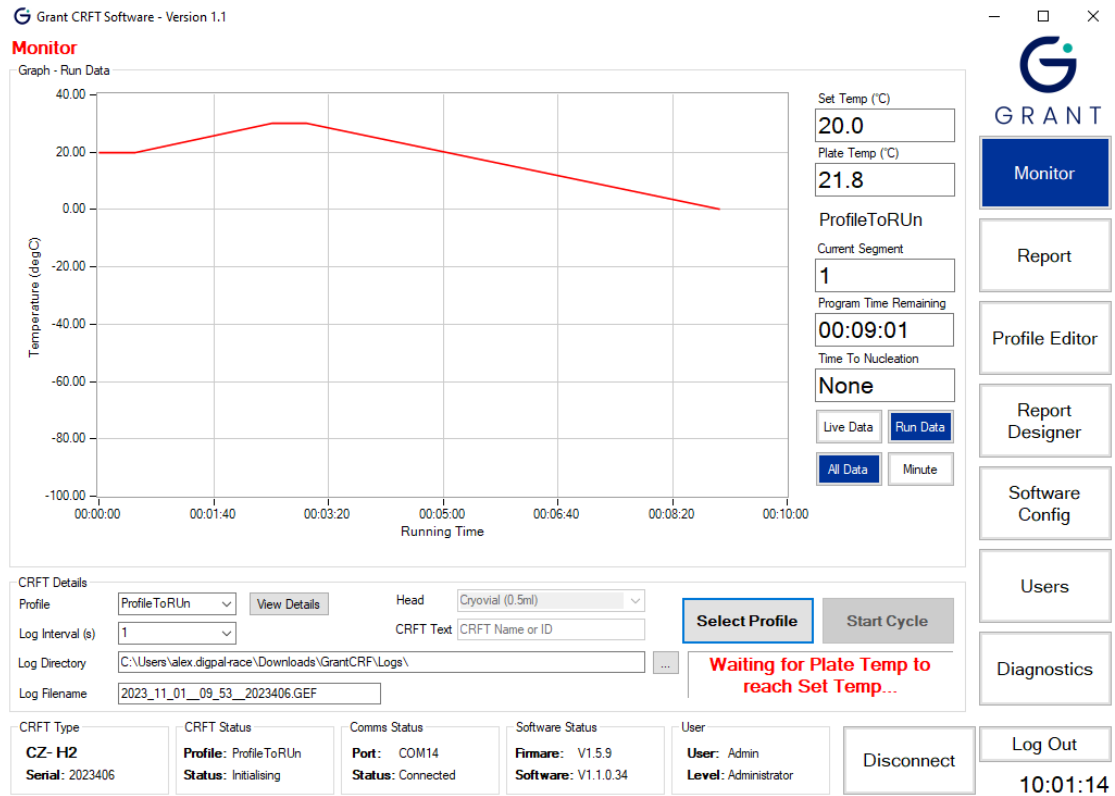 Grant CRFT Software - Version 1.1
Monitor
Graph - Run Data
40.00
20.00
0.00
-20.00
-40.00
-60.00
-80.00
-100.00
Temperature (degC)
00:00:00 00:01:40 00:03:20 00:05:00 00:06:40 00:08:20 00:10:00
Running Time
Set Temp (°C)
20.0
Plate Temp (°C)
21.8
ProfileToRUn
Current Segment
1
Program Time Remaining
00:09:01
Time To Nucleation
None
Live Data Run Data
All Data Minute
GRANT
Monitor
Report
Profile Editor
Report
Designer
Software
Config
Users
Diagnostics
CRFT Details
Profile ProfileToRUn View Details Head Cryovial (0.5ml)
Log Interval (s) 1 CRFT Text CRFT Name or ID
Select Profile Start Cycle
Log Directory C:\Users\alex.digpal-race\Downloads\GrantCRF\Logs\ ...
Log Filename 2023_11_01__09_53__2023406.GEF
Waiting for Plate Temp to
reach Set Temp...
CRFT Type
CZ- H2
Serial: 2023406
CRFT Status
Profile: ProfileToRUn
Status: Initialising
Comms Status
Port: COM14
Status: Connected
Software Status
Firmare: V1.5.9
Software: V1.1.0.34
User
User: Admin
Level: Administrator
Disconnect
Log Out
10:01:14